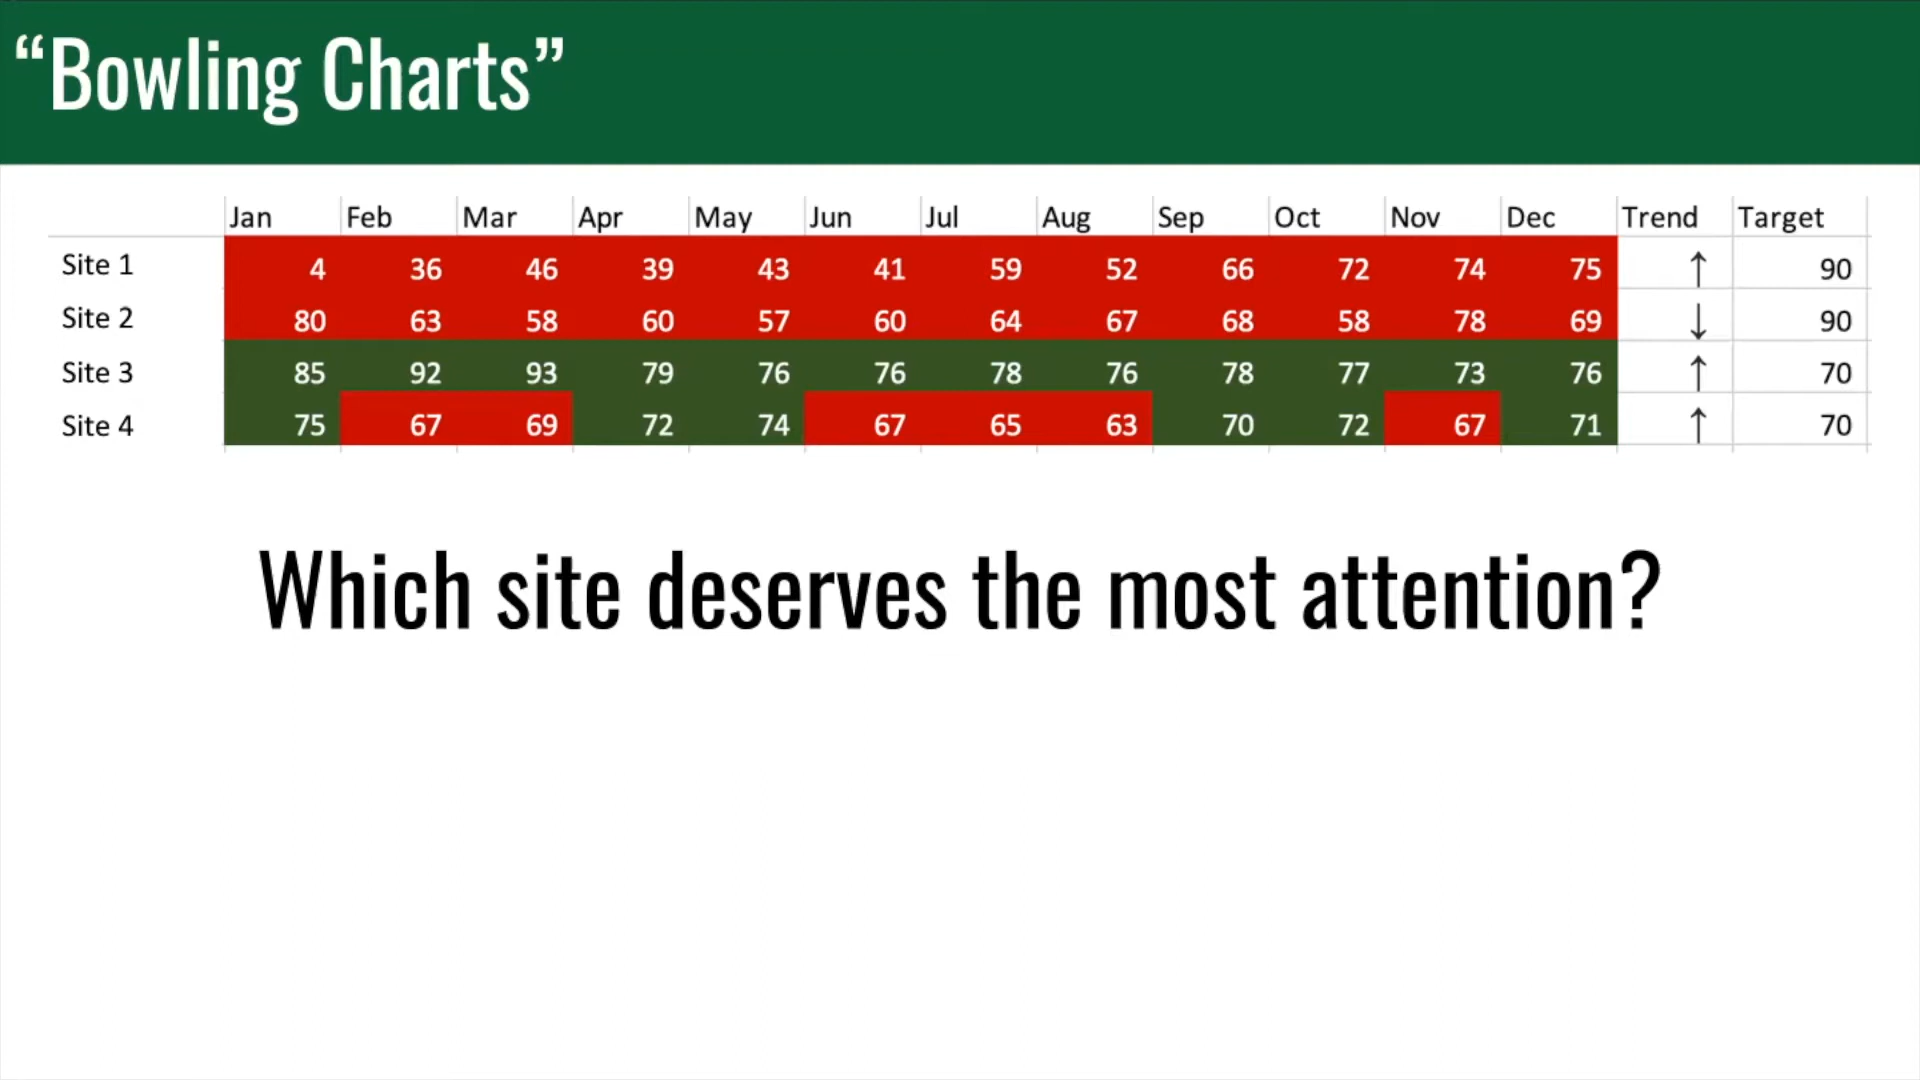 “Bowling Charts”
Jan Feb Mar Apr May Jun Jul Aug Sep Oct Nov Dec Trend Target
Site 1 4 36 46 39 43 41 59 52 66 72 74 75 ↑ 90
Site 2 80 63 58 60 57 60 64 67 68 58 78 69 ↓ 90
Site 3 85 92 93 79 76 76 78 76 78 77 73 76 ↑ 70
Site 4 75 67 69 72 74 67 65 63 70 72 67 71 ↑ 70
Which site deserves the most attention?